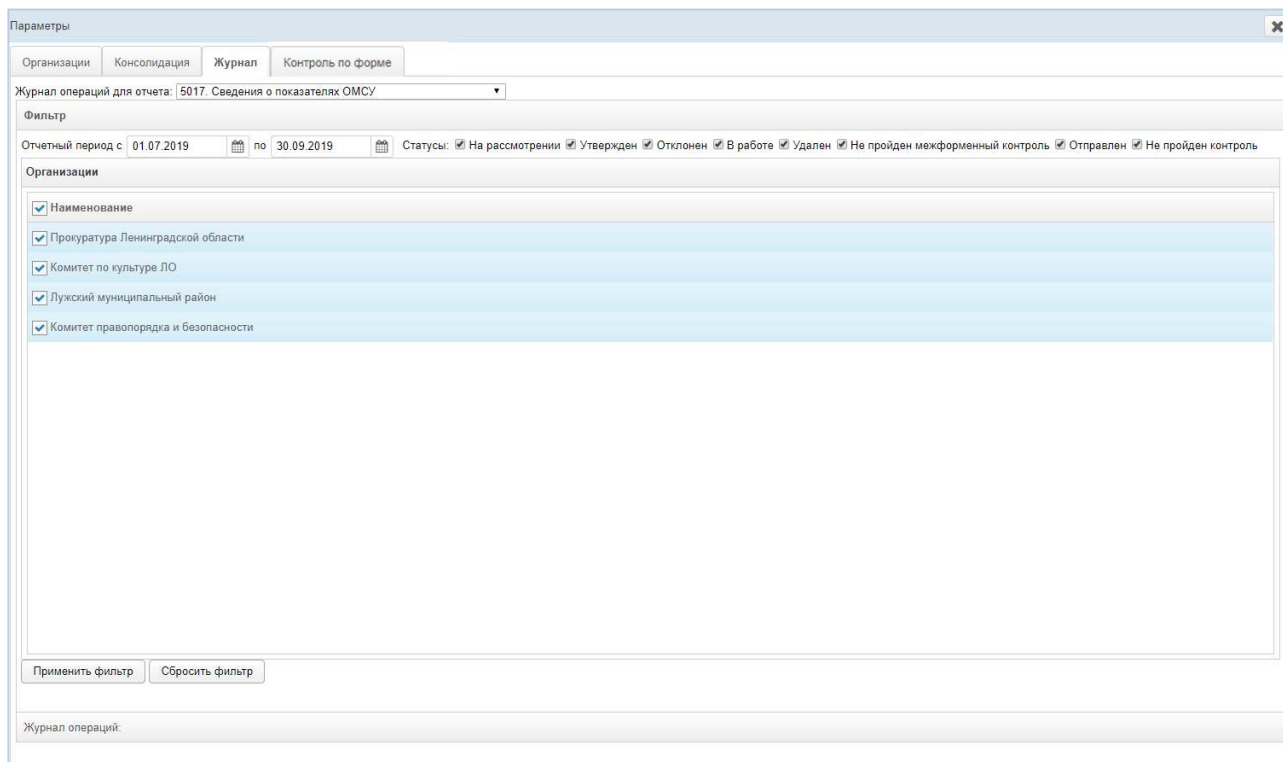 Параметры
Организации Консолидация Журнал Контроль по форме
Журнал операций для отчета: 5017. Сведения о показателях ОМСУ
Фильтр
Отчетный период с 01.07.2019 по 30.09.2019 Статусы: На рассмотрении Утвержден Отклонен В работе Удален Не пройден межформенный контроль Отправлен Не пройден контроль
Организации
Наименование
Прокуратура Ленинградской области
Комитет по культуре ЛО
Лужский муниципальный район
Комитет правопорядка и безопасности
Применить фильтр Сбросить фильтр
Журнал операций: